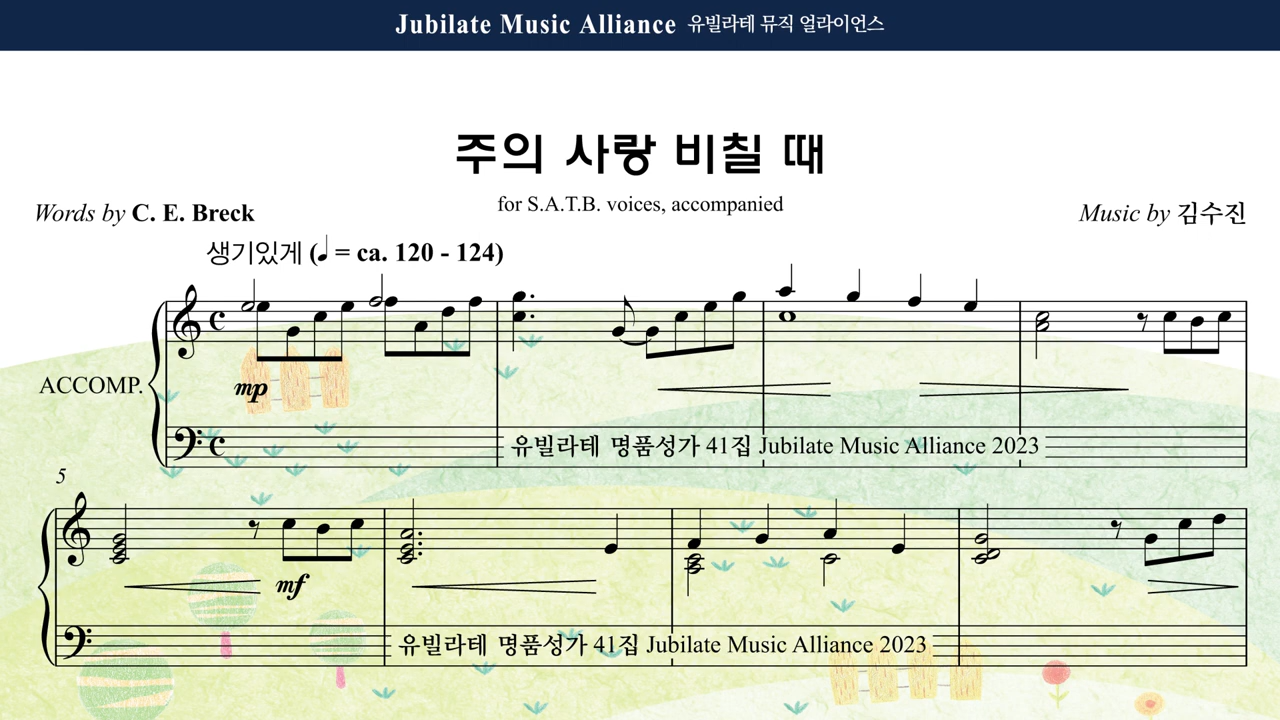 Jubilate Music Alliance 유빌라테 뮤직 얼라이언스
주의 사랑 비칠 때
for S.A.T.B. voices, accompanied
Words by C. E. Breck
Music by 김수진
생기있게 (♩ = ca. 120 - 124)
ACCOMP.
mp
유빌라테 명품성가 41집 Jubilate Music Alliance 2023
5
mf
유빌라테 명품성가 41집 Jubilate Music Alliance 2023